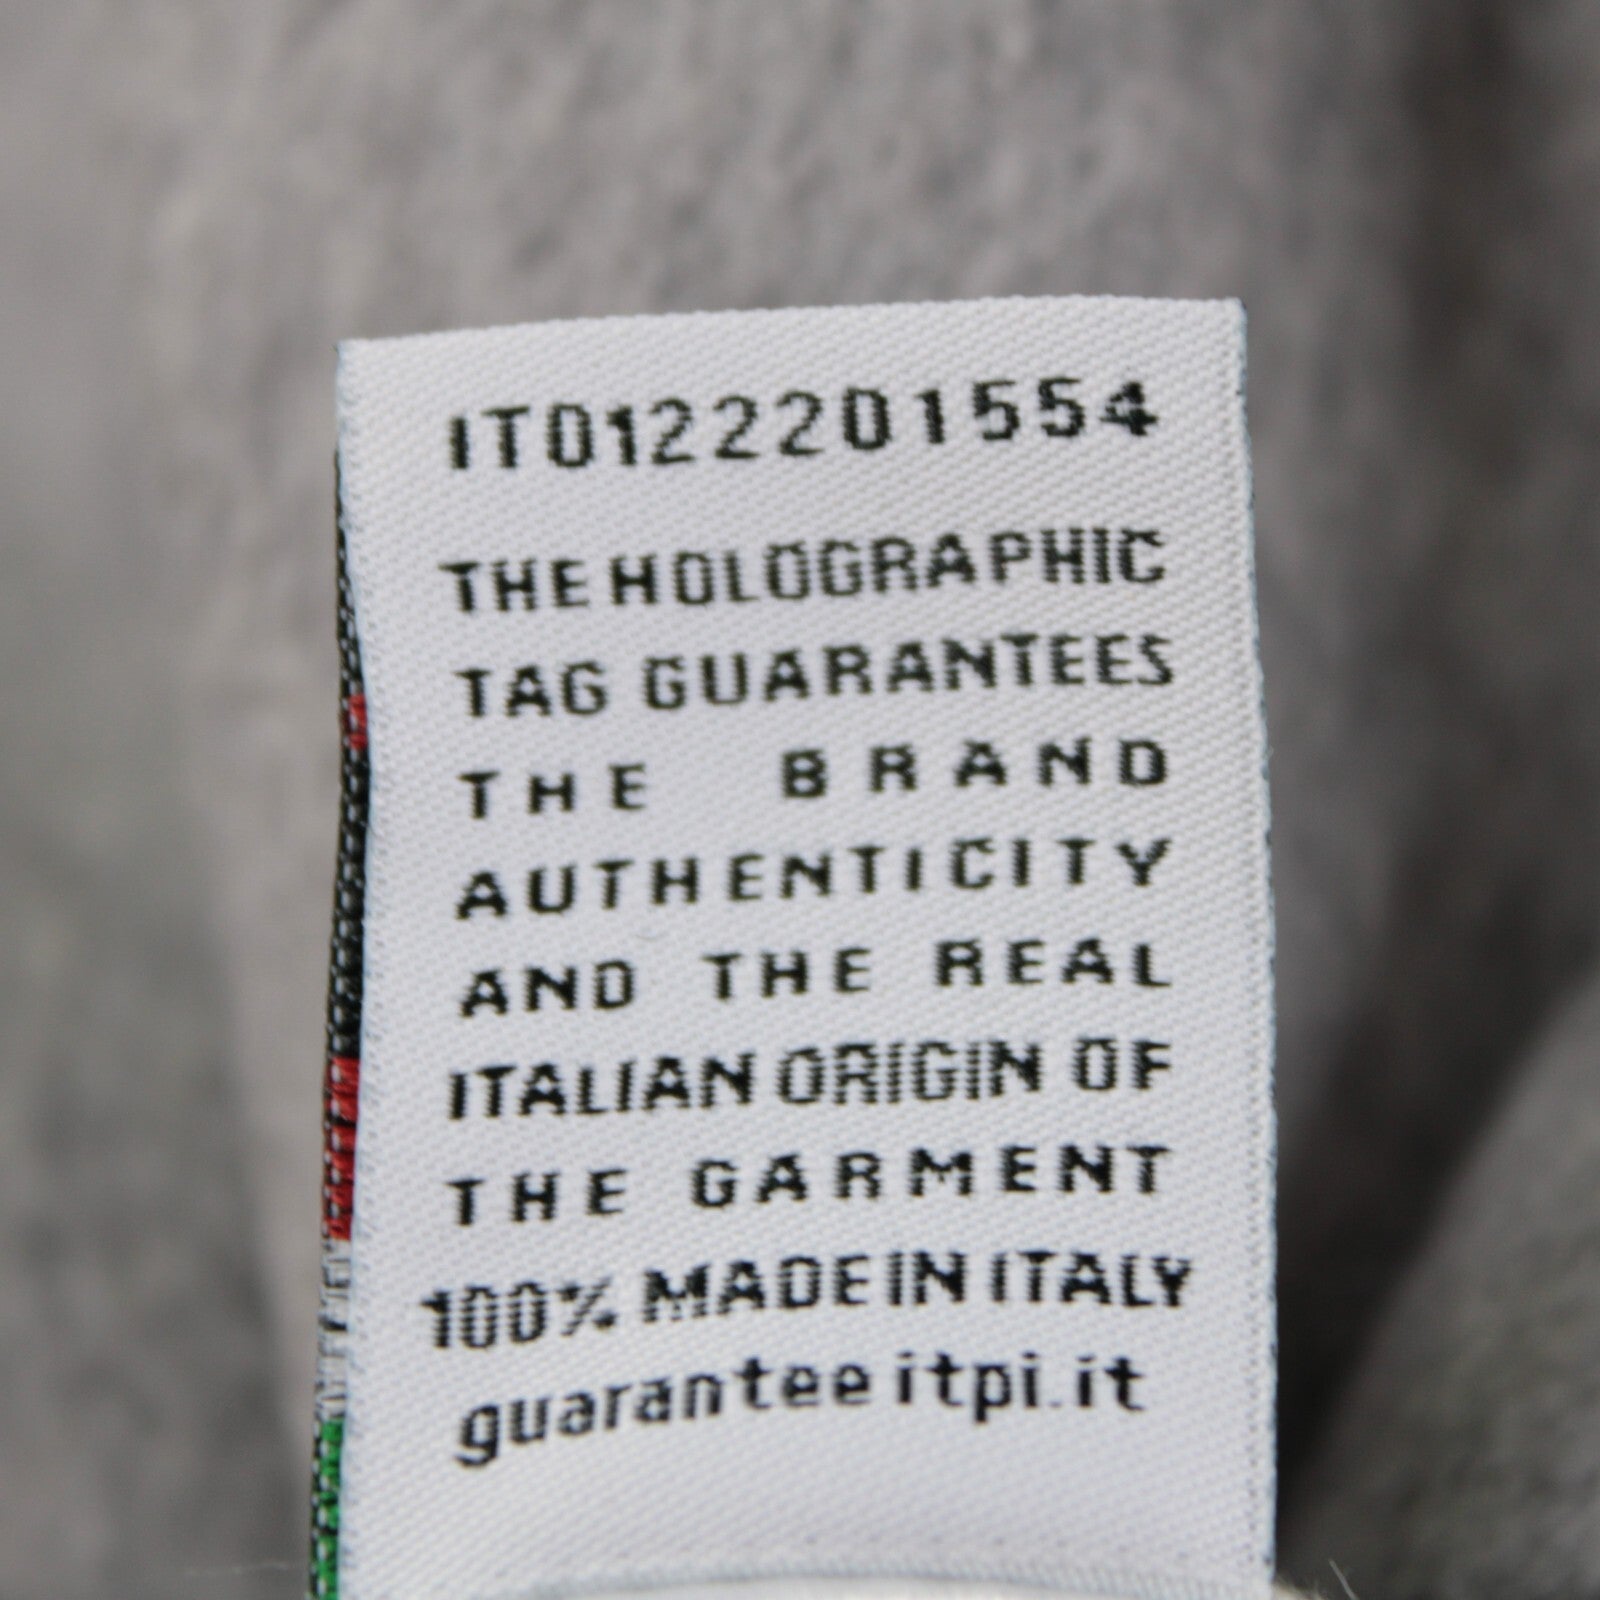 IT0122201554
THE HOLOGRAPHIC
TAG GUARANTEES
THE BRAND
AUTHENTICITY
AND THE REAL
ITALIAN ORIGIN OF
THE GARMENT
100% MADE IN ITALY
guarantee itpi.it